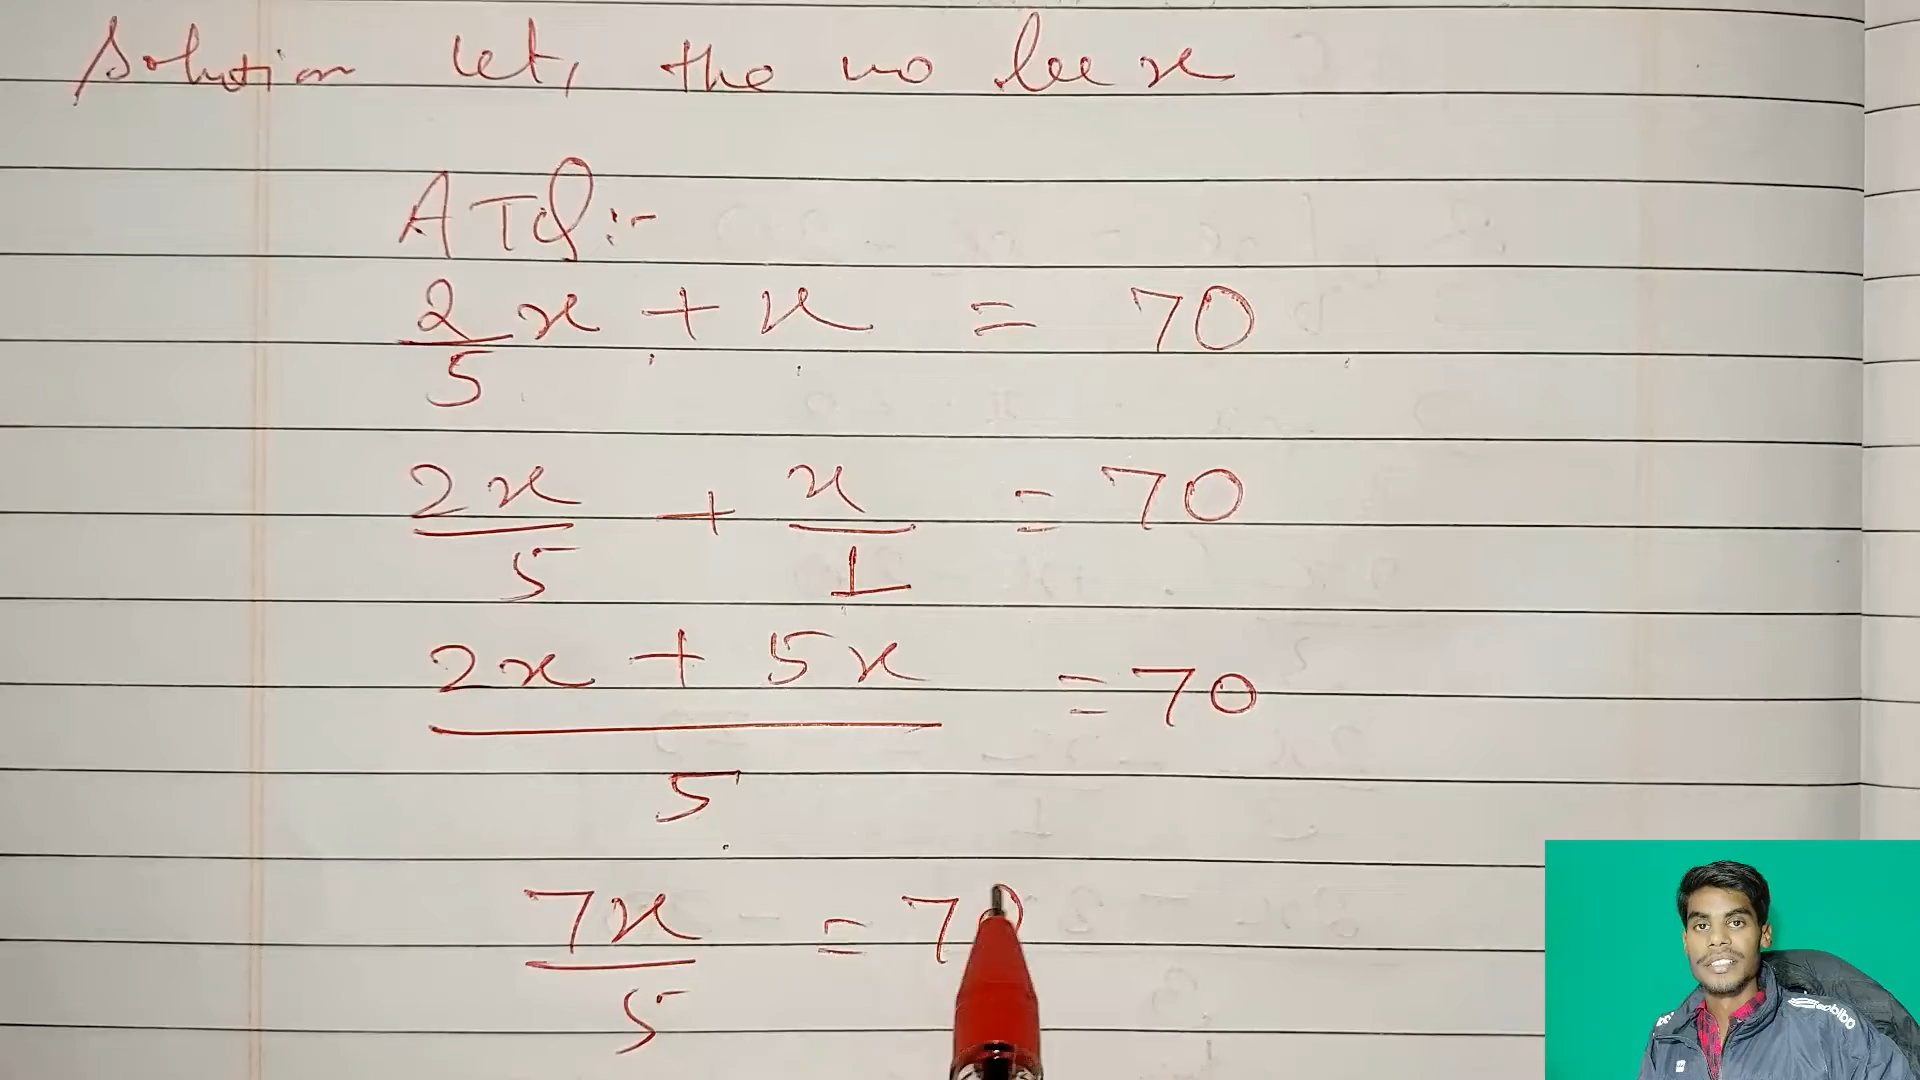 Solution let, the no be x
ATQ:-
2/5 x + x = 70
2x/5 + x/1 = 70
2x + 5x / 5 = 70
7x/5 = 70